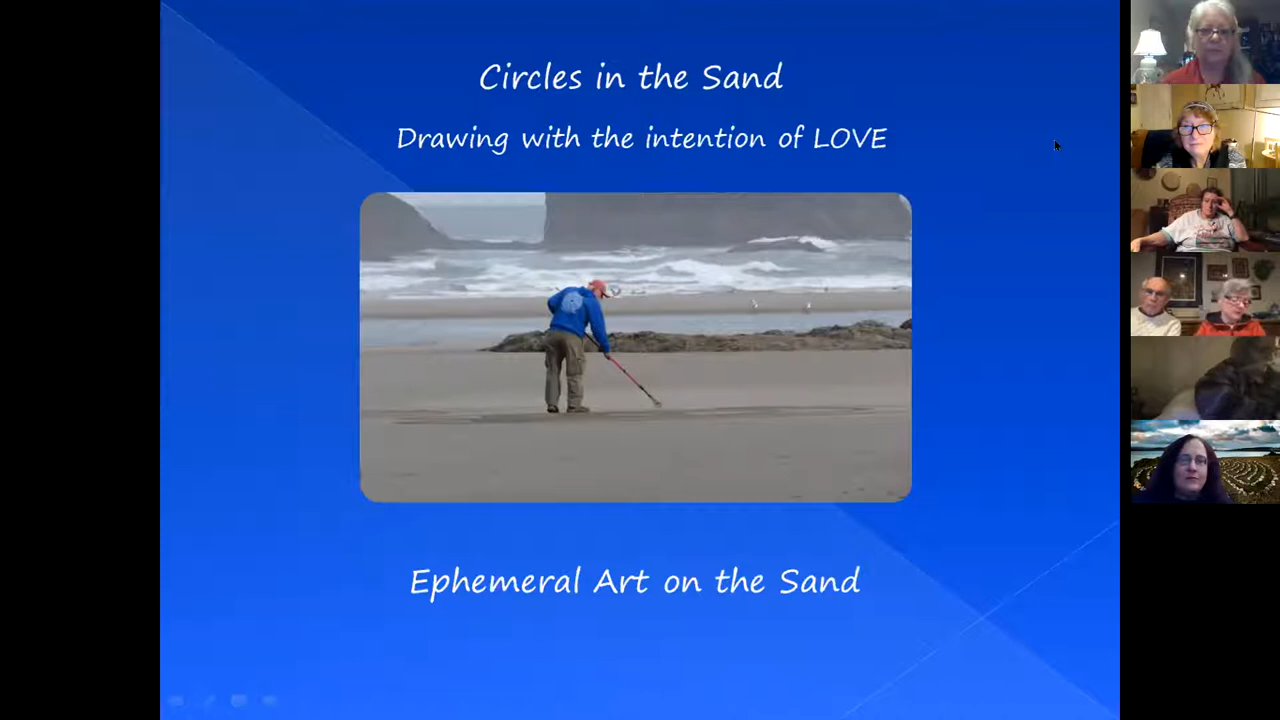 Circles in the Sand
Drawing with the intention of LOVE
Ephemeral Art on the Sand